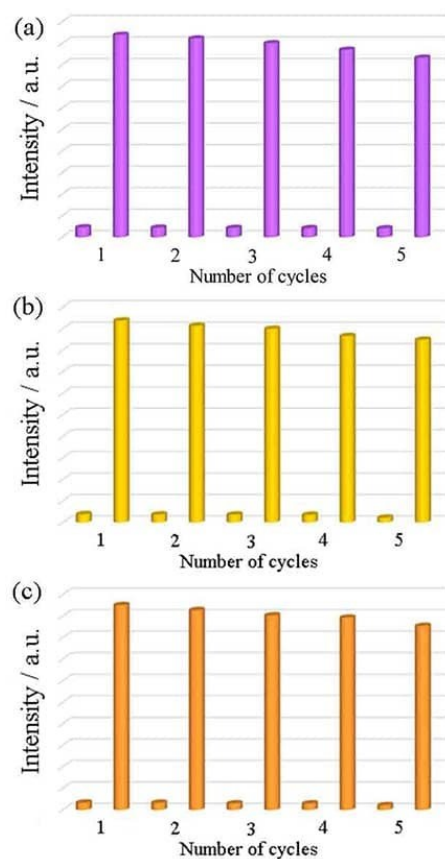 (a)
Intensity / a.u.
1 2 3 4 5
Number of cycles
(b)
Intensity / a.u.
1 2 3 4 5
Number of cycles
(c)
Intensity / a.u.
1 2 3 4 5
Number of cycles